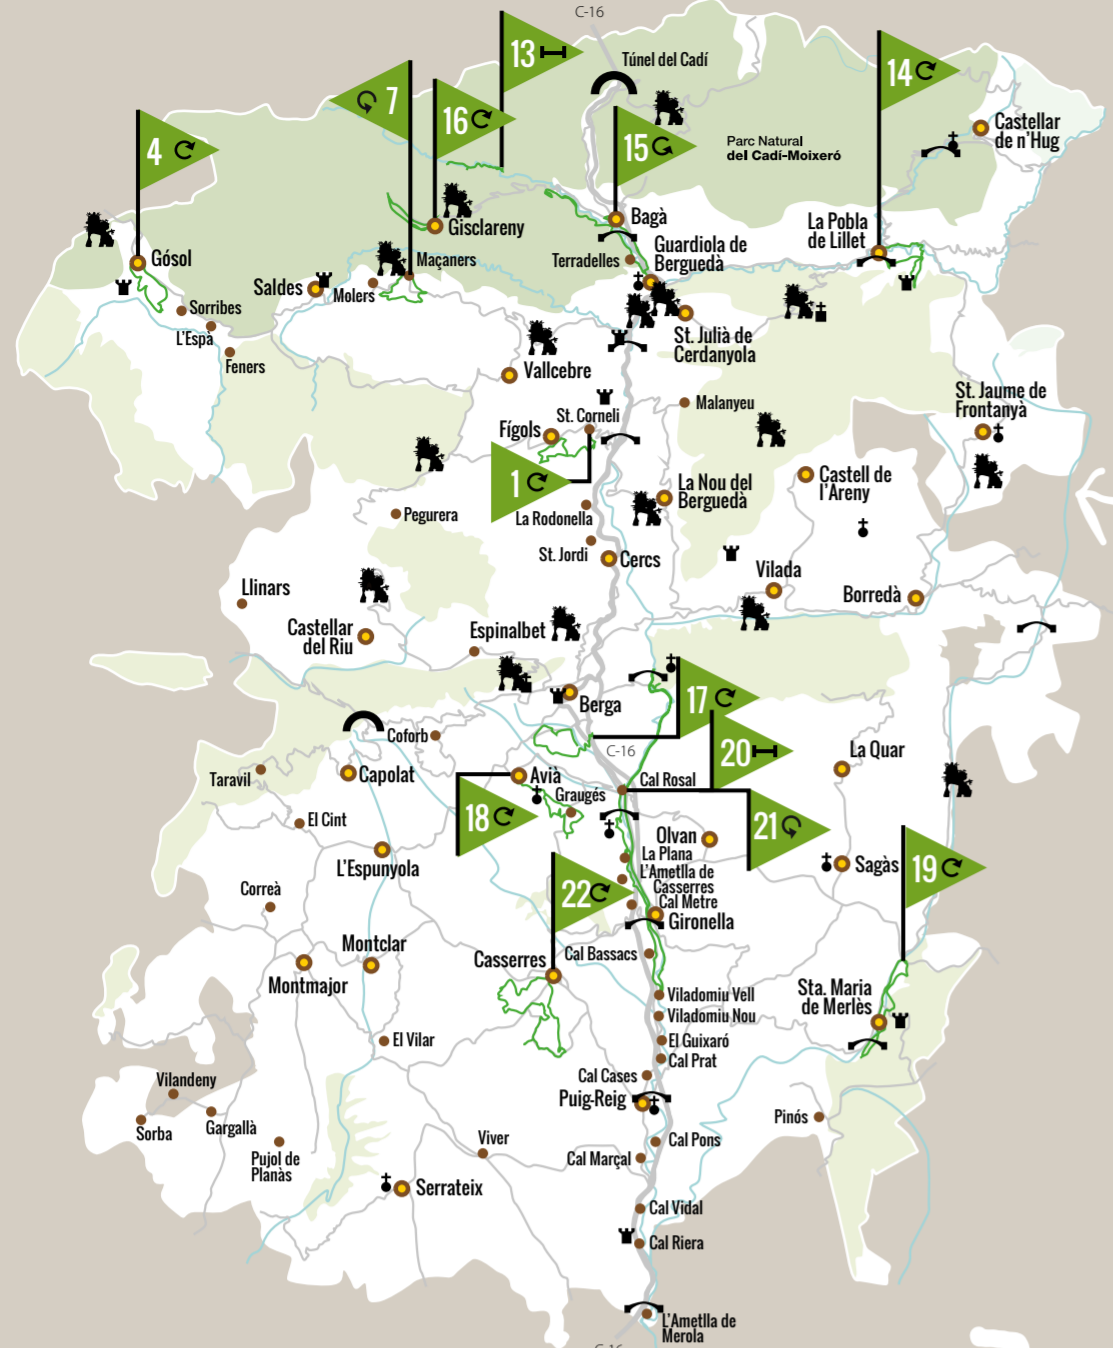 C-16
13
Túnel del Cadí
14
7
16
4
15
Parc Natural
del Cadí-Moixeró
Castellar
de n'Hug
Bagà
La Pobla
de Lillet
Gisclareny
Guardiola de
Berguedà
Gósol
Maçaners
Terradelles
Saldes
Molers
Sorribes
L'Espà
St. Julià de
Cerdanyola
Feners
Vallcebre
St. Jaume de
Frontanyà
Malanyeu
St. Corneli
Fígols
1
Castell de
l'Areny
La Nou del
Berguedà
Pegurera
La Rodonella
St. Jordi
Cercs
Vilada
Llinars
Borredà
Castellar
del Riu
Espinalbet
Berga
17
Coforb
C-16
20
La Quar
Taravil
Capolat
Avià
Cal Rosal
Graugés
18
21
El Cint
Olvan
La Plana
L'Espunyola
L'Ametlla de
Casserres
Sagàs
19
22
Correà
Cal Metre
Gironella
Montclar
Casserres
Cal Bassacs
Montmajor
Viladomiu Vell
Sta. Maria
de Merlès
Viladomiu Nou
El Vilar
El Guixaró
Cal Prat
Vilandeny
Cal Cases
Puig-Reig
Sorba
Gargallà
Pinós
Viver
Cal Pons
Pujol de
Planàs
Cal Marçal
Serrateix
Cal Vidal
Cal Riera
L'Ametlla de
Merola
C-16